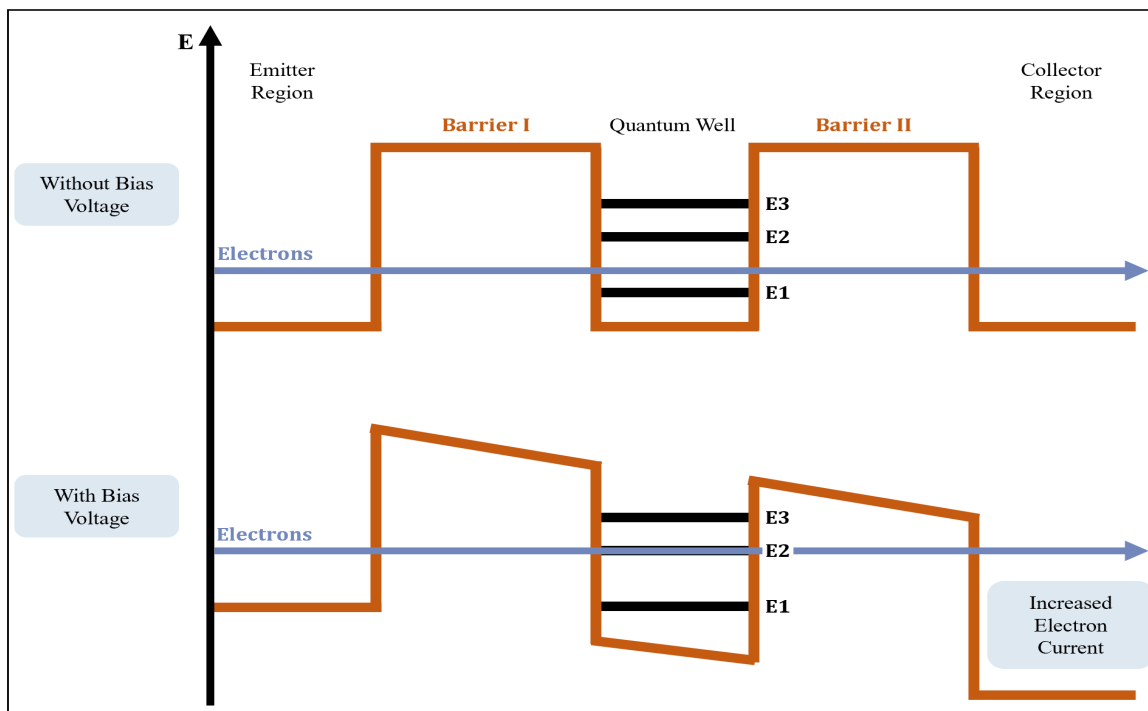 E
Emitter
Region
Collector
Region
Barrier I
Quantum Well
Barrier II
Without Bias
Voltage
E3
E2
Electrons
E1
With Bias
Voltage
E3
Electrons
E2
E1
Increased
Electron
Current